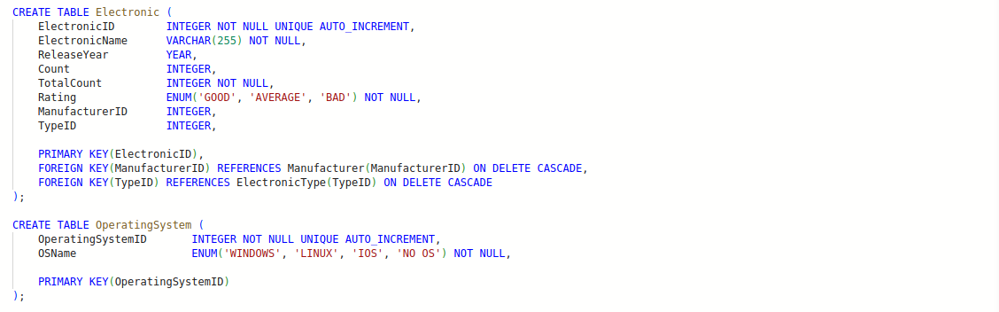 CREATE TABLE Electronic (
    ElectronicID        INTEGER NOT NULL UNIQUE AUTO_INCREMENT,
    ElectronicName      VARCHAR(255) NOT NULL,
    ReleaseYear         YEAR,
    Count               INTEGER,
    TotalCount          INTEGER NOT NULL,
    Rating              ENUM('GOOD', 'AVERAGE', 'BAD') NOT NULL,
    ManufacturerID      INTEGER,
    TypeID              INTEGER,

    PRIMARY KEY(ElectronicID),
    FOREIGN KEY(ManufacturerID) REFERENCES Manufacturer(ManufacturerID) ON DELETE CASCADE,
    FOREIGN KEY(TypeID) REFERENCES ElectronicType(TypeID) ON DELETE CASCADE
);

CREATE TABLE OperatingSystem (
    OperatingSystemID       INTEGER NOT NULL UNIQUE AUTO_INCREMENT,
    OSName                  ENUM('WINDOWS', 'LINUX', 'IOS', 'NO OS') NOT NULL,

    PRIMARY KEY(OperatingSystemID)
);